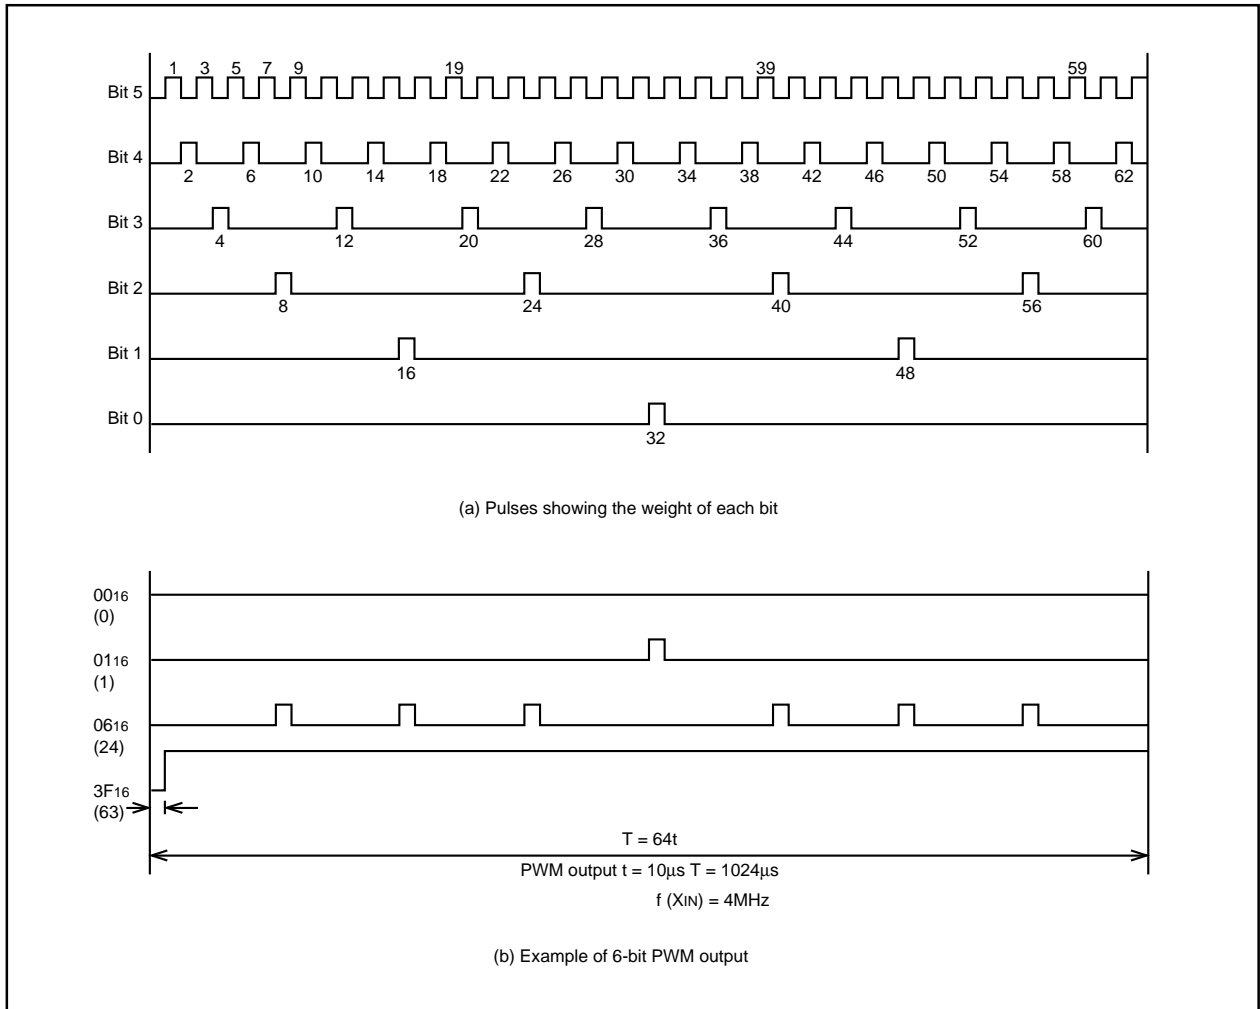 1 3 5 7 9 19 39 59
Bit 5
Bit 4
2 6 10 14 18 22 26 30 34 38 42 46 50 54 58 62
Bit 3
4 12 20 28 36 44 52 60
Bit 2
8 24 40 56
Bit 1
16 48
Bit 0
32
(a) Pulses showing the weight of each bit
0016
(0)
0116
(1)
0616
(24)
3F16
(63)
T = 64t
PWM output t = 10µs T = 1024µs
f (XIN) = 4MHz
(b) Example of 6-bit PWM output